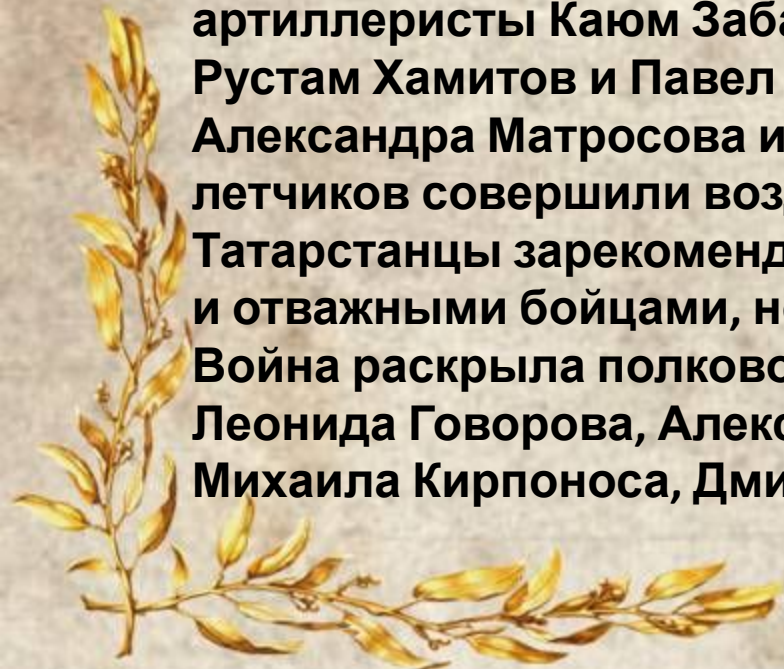 артиллеристы Каюм Заба
Рустам Хамитов и Павел
Александра Матросова и
летчиков совершили воз
Татарстанцы зарекоменд
и отважными бойцами, н
Война раскрыла полково
Леонида Говорова, Алекс
Михаила Кирпоноса, Дми